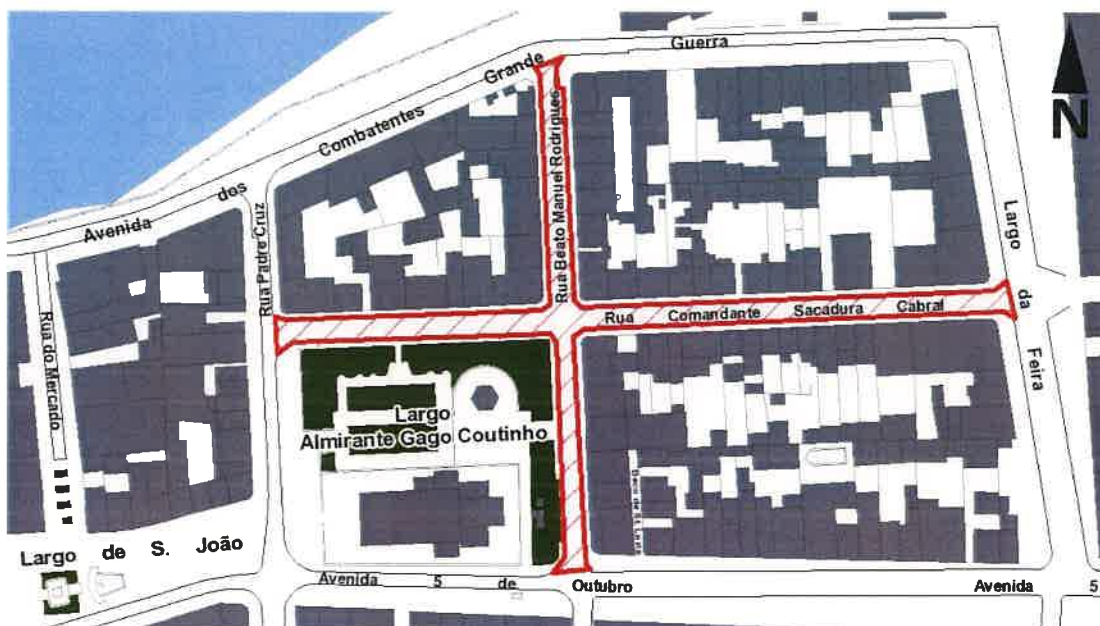 Guerra
Grande
Combatentes
dos
Avenida
N
Rua Beato Manuel Rodrigues
Rua Padre Cruz
Rua do Mercado
Largo
da
Feira
Rua Comandante Sacadura Cabral
Largo
Almirante Gago Coutinho
Largo de S. João
Avenida 5 de Outubro
Avenida 5